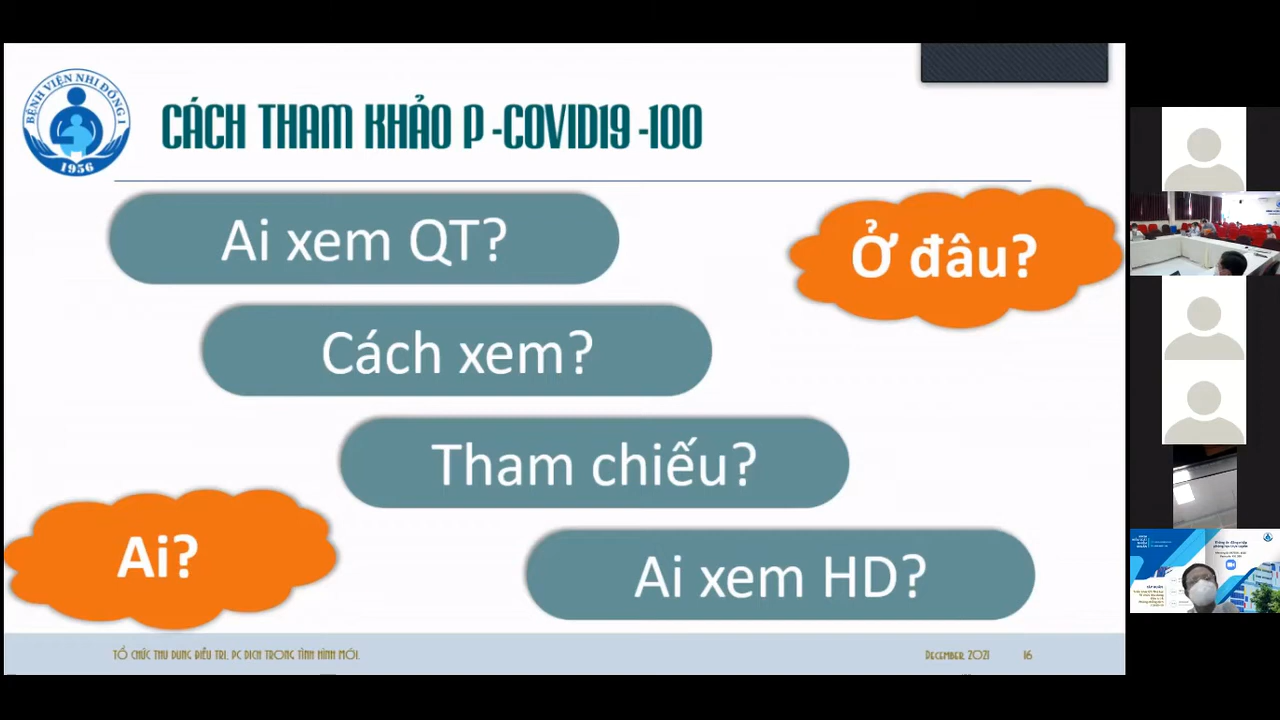 BỆNH VIỆN NHI ĐỒNG 1
1956
CÁCH THAM KHẢO P -COVID19 -100
Ai xem QT?
Ở đâu?
Cách xem?
Tham chiếu?
Ai?
Ai xem HD?
TỔ CHỨC THU DUNG ĐIỀU TRỊ, PC DỊCH TRONG TÌNH HÌNH MỚI.
DECEMBER, 2021
16